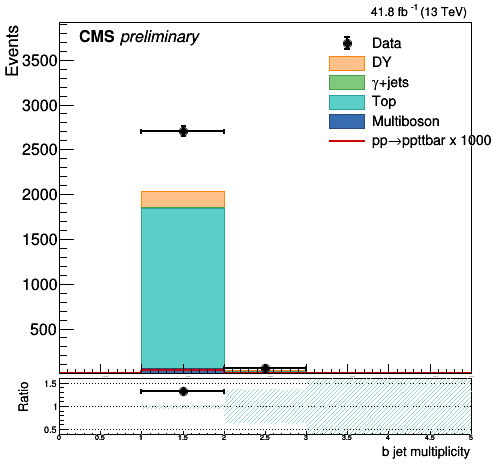 41.8 fb⁻¹ (13 TeV)
CMS preliminary
Events
3500
3000
2500
2000
1500
1000
500
Data
DY
γ+jets
Top
Multiboson
pp→ppttbar x 1000
Ratio
1.5
1
0.5
0 0.5 1 1.5 2 2.5 3 3.5 4 4.5 5
b jet multiplicity